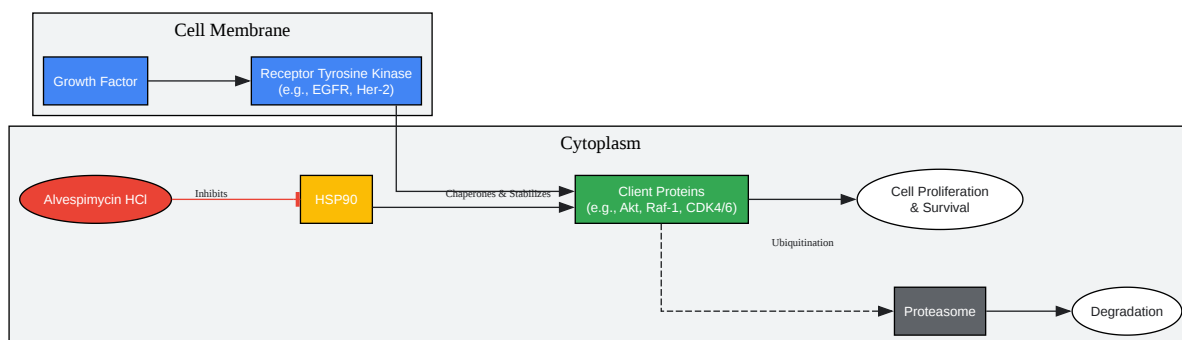 Cell Membrane
Growth Factor
Receptor Tyrosine Kinase
(e.g., EGFR, Her-2)
Cytoplasm
Alvespimycin HCl
Inhibits
HSP90
Chaperones & Stabilizes
Client Proteins
(e.g., Akt, Raf-1, CDK4/6)
Cell Proliferation
& Survival
Ubiquitination
Proteasome
Degradation